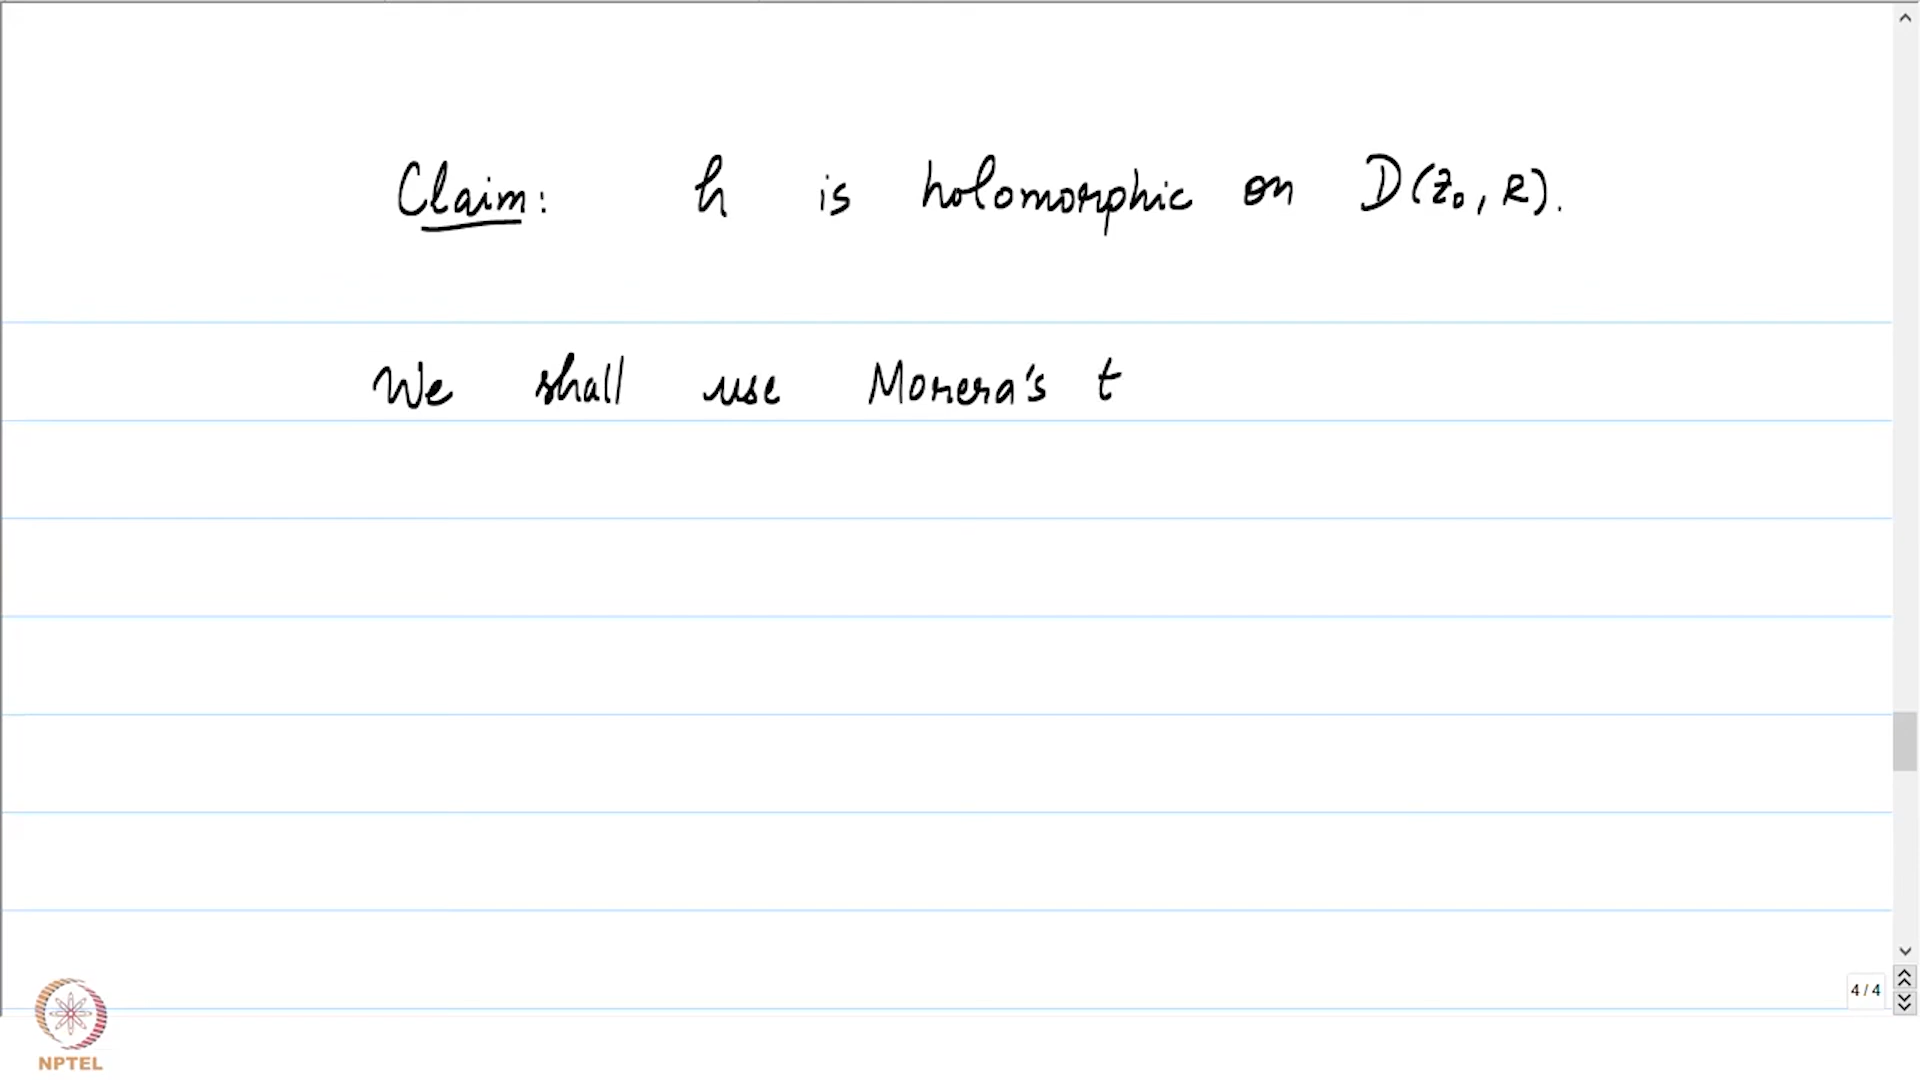 Claim: h is holomorphic on D(z₀, R).
We shall use Morera's t
4 / 4
NPTEL